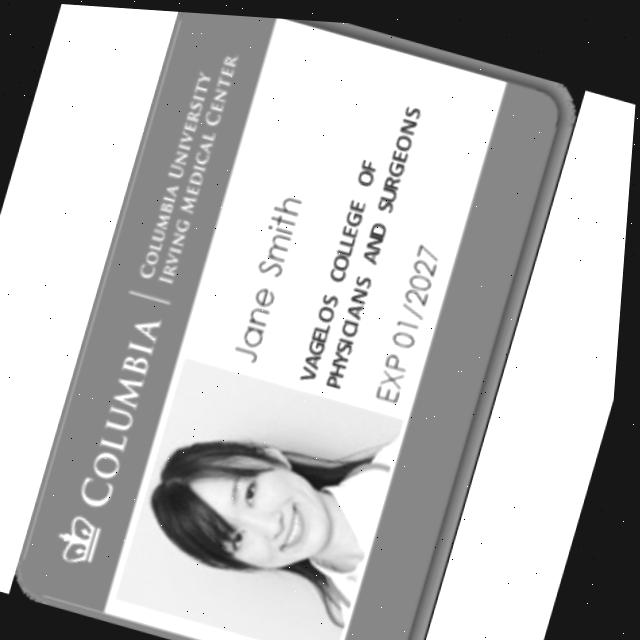 COLUMBIA | COLUMBIA UNIVERSITY
IRVING MEDICAL CENTER
Jane Smith
VAGELOS COLLEGE OF
PHYSICIANS AND SURGEONS
EXP 01/2027